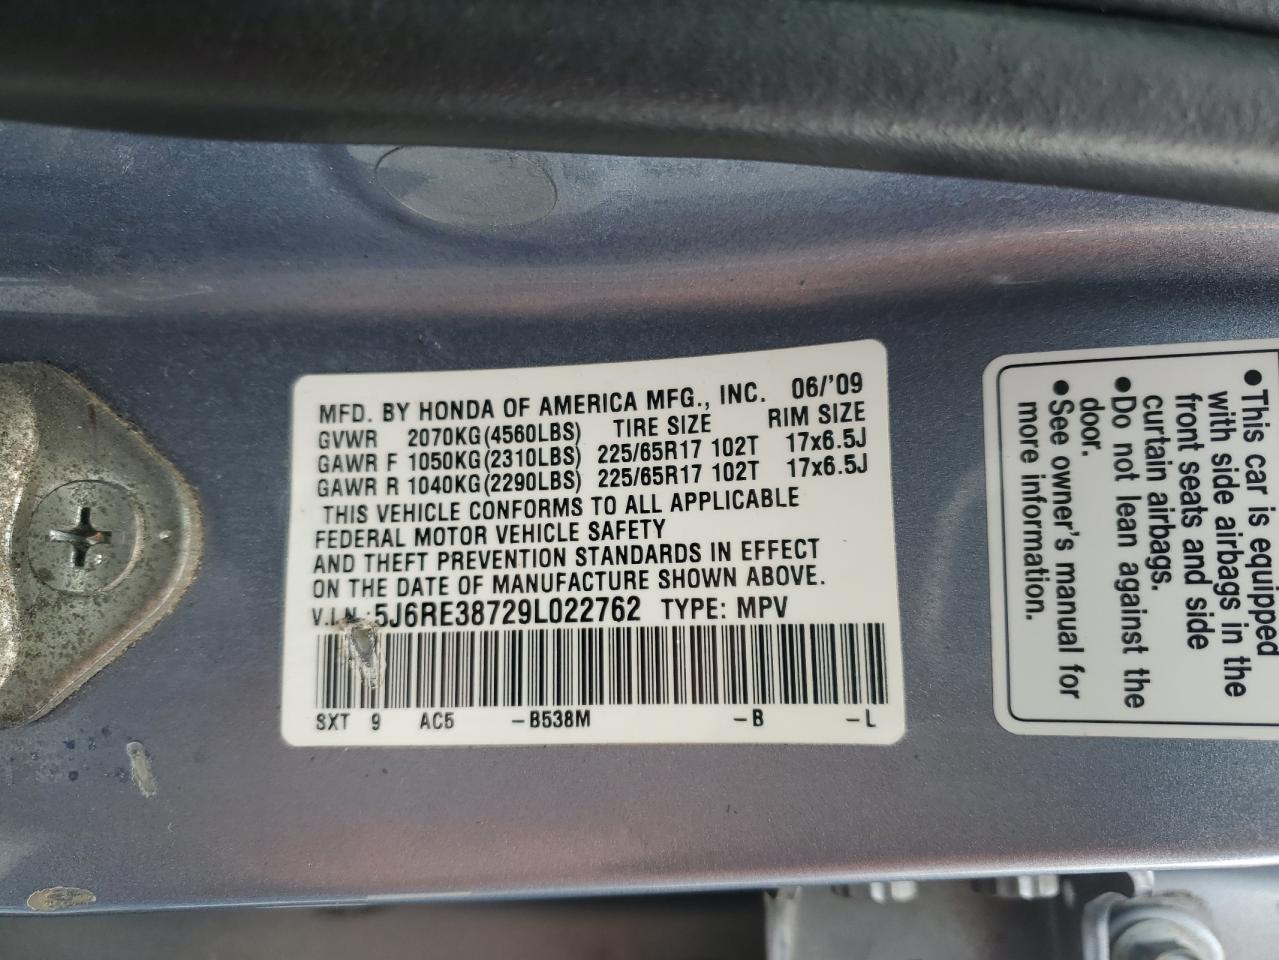 MFD. BY HONDA OF AMERICA MFG., INC. 06/'09
GVWR 2070KG(4560LBS) TIRE SIZE RIM SIZE
GAWR F 1050KG(2310LBS) 225/65R17 102T 17x6.5J
GAWR R 1040KG(2290LBS) 225/65R17 102T 17x6.5J
THIS VEHICLE CONFORMS TO ALL APPLICABLE
FEDERAL MOTOR VEHICLE SAFETY
AND THEFT PREVENTION STANDARDS IN EFFECT
ON THE DATE OF MANUFACTURE SHOWN ABOVE.
V.I.N.:5J6RE38729L022762 TYPE: MPV
SXT 9 AC5 -B538M -B -L
●This car is equipped
with side airbags in the
front seats and side
curtain airbags.
●Do not lean against the
door.
●See owner's manual for
more information.